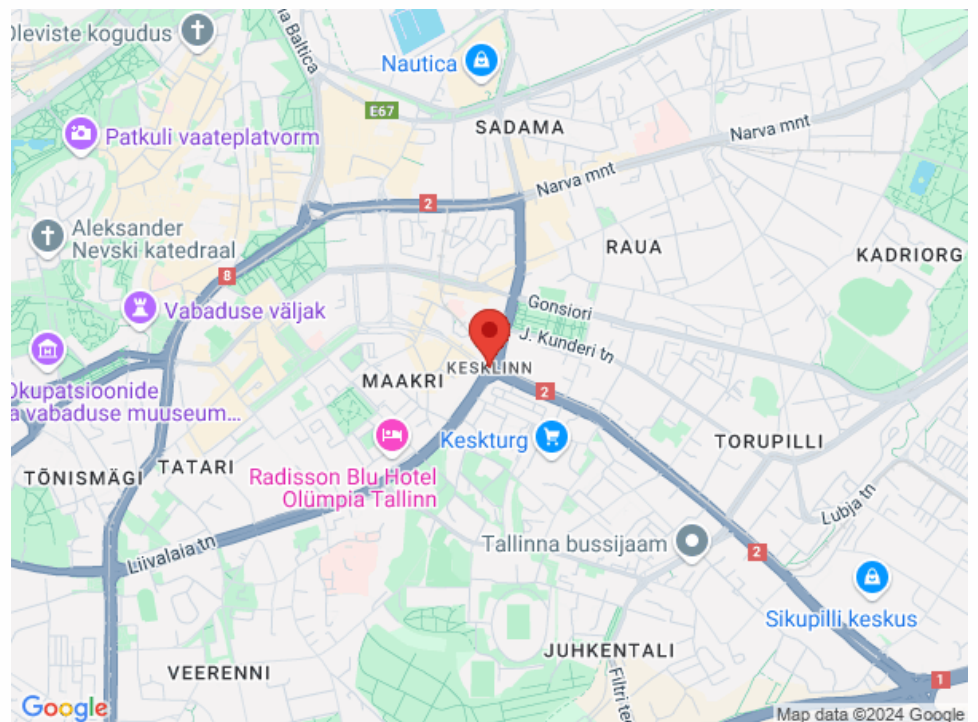 Oleviste kogudus
Baltica
Nautica
E67
SADAMA
Narva mnt
Patkuli vaateplatvorm
Narva mnt
2
RAUA
KADRIORG
Aleksander
Nevski katedraal
8
Vabaduse väljak
Gonsiori
J. Kunderi tn
KESKLINN
MAAKRI
2
Okupatsioonide
a vabaduse muuseum...
Keskturg
TORUPILLI
TATARI
TÕNISMÄGI
Radisson Blu Hotel
Olümpia Tallinn
Lubja tn
Liivalaia tn
Tallinna bussijaam
2
Sikupilli keskus
JUHKENTALI
VEERENNI
Filtri tee
1
Google
Map data ©2024 Google